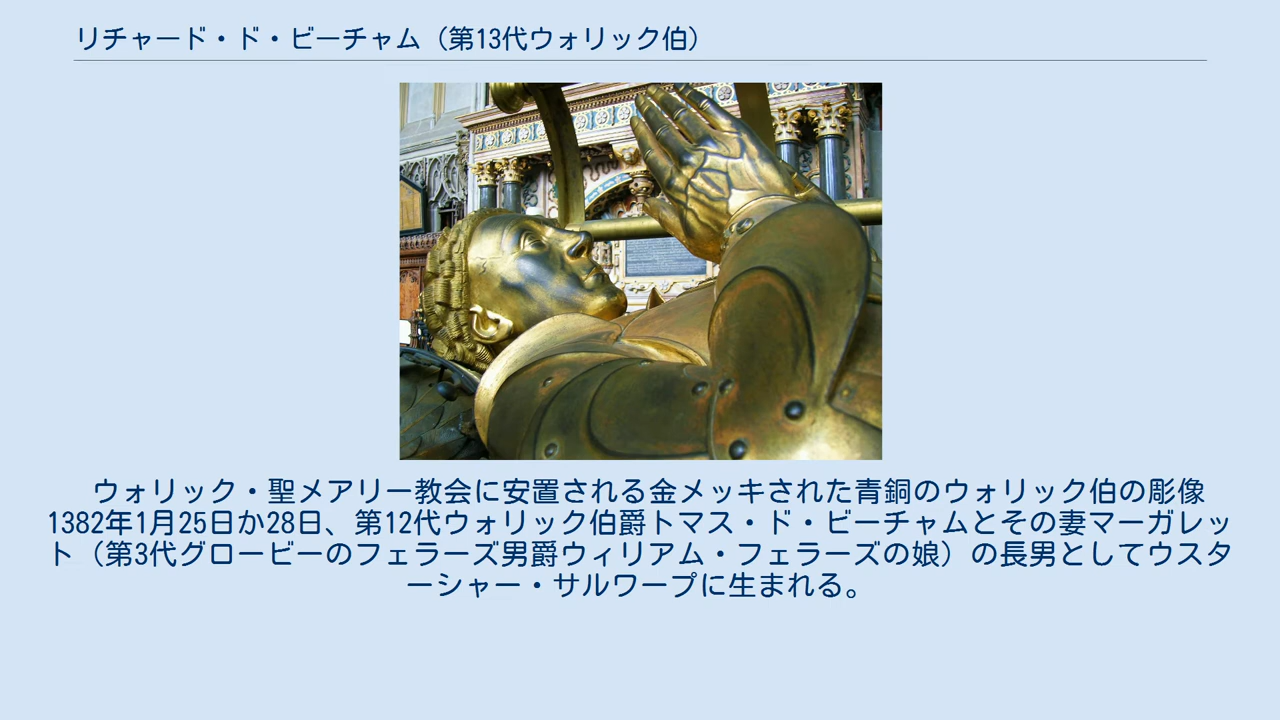 リチャード・ド・ビーチャム（第13代ウォリック伯）
ウォリック・聖メアリー教会に安置される金メッキされた青銅のウォリック伯の彫像
1382年1月25日か28日、第12代ウォリック伯爵トマス・ド・ビーチャムとその妻マーガレッ
ト（第3代グロービーのフェラーズ男爵ウィリアム・フェラーズの娘）の長男としてウスタ
ーシャー・サルワープに生まれる。